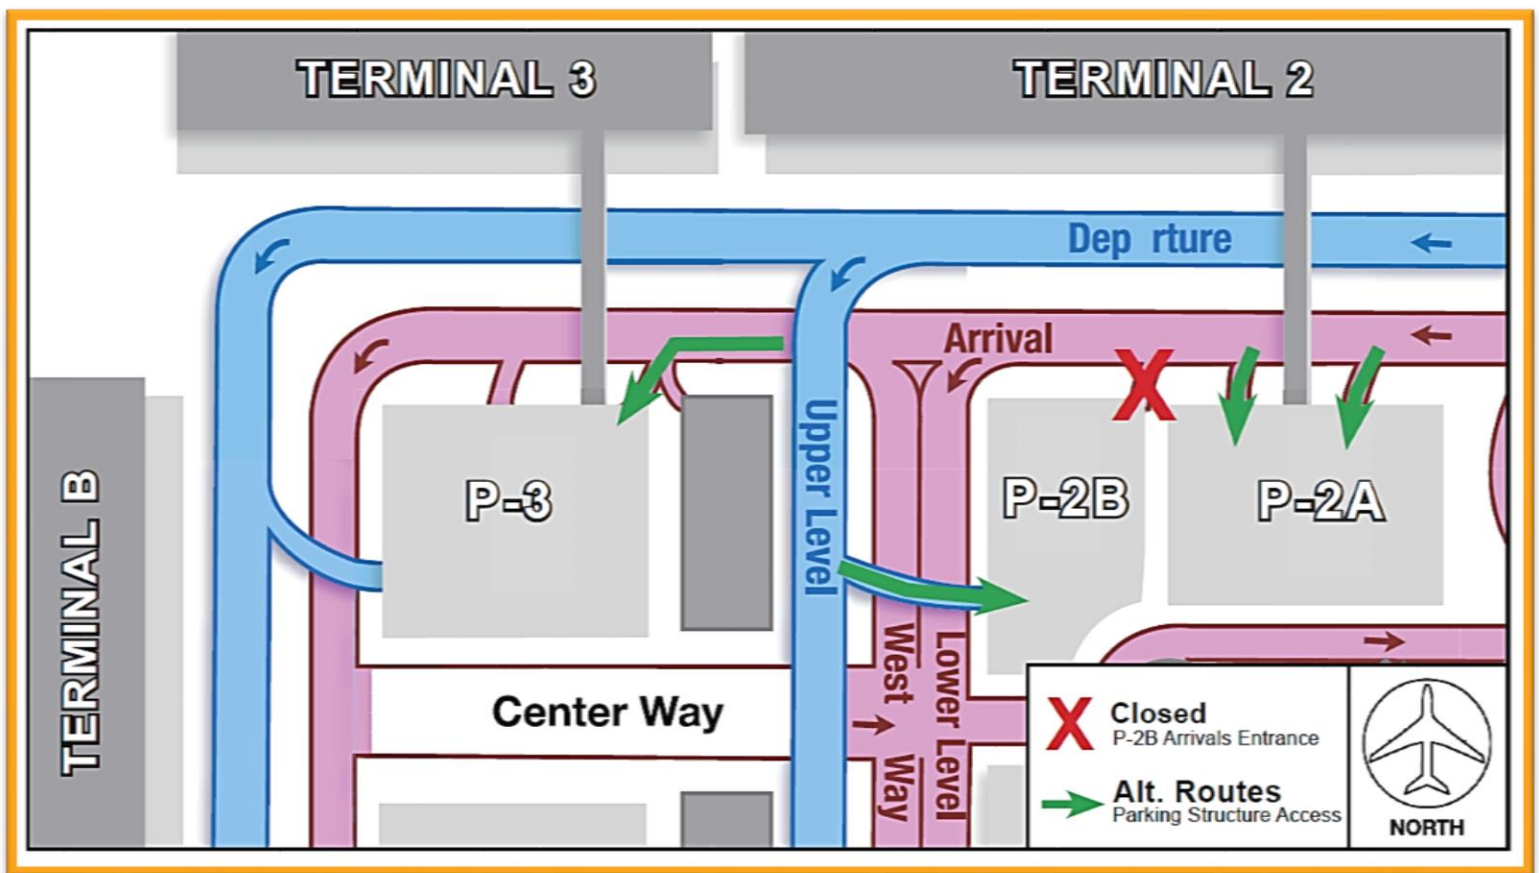 TERMINAL 3
TERMINAL 2
Dep rture
Arrival
X
Upper Level
P-3
P-2B
P-2A
TERMINAL B
West Way
Lower Level
Center Way
X Closed
P-2B Arrivals Entrance
Alt. Routes
Parking Structure Access
NORTH